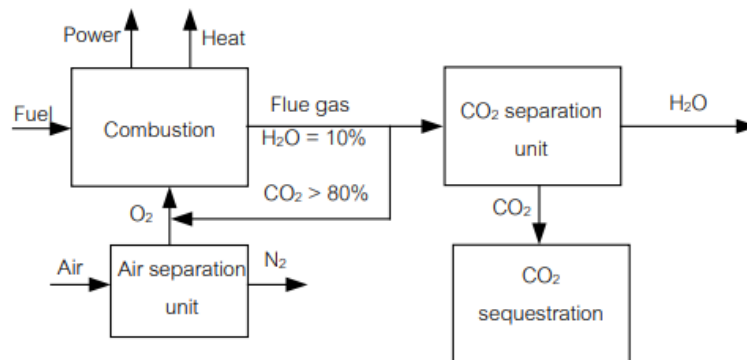 Power
Heat
Fuel
Combustion
Flue gas
H₂O = 10%
CO₂ > 80%
CO₂ separation
unit
H₂O
O₂
CO₂
Air
Air separation
unit
N₂
CO₂
sequestration